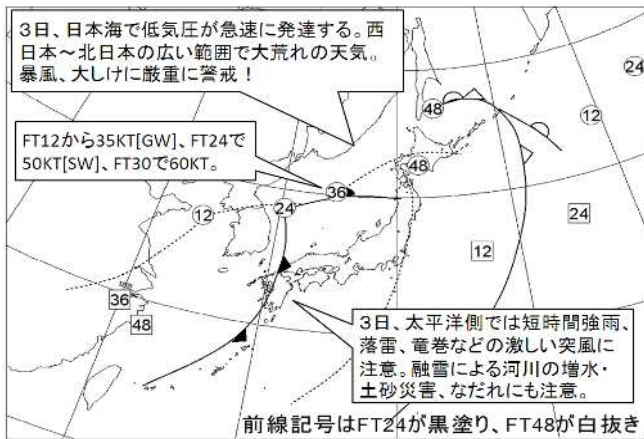 3日、日本海で低気圧が急速に発達する。西
日本～北日本の広い範囲で大荒れの天気。
暴風、大しけに厳重に警戒！
24
48
12
FT12から35KT[GW]、FT24で
50KT[SW]、FT30で60KT。
48
36
12
24
24
12
36
48
3日、太平洋側では短時間強雨、
落雷、竜巻などの激しい突風に
注意。融雪による河川の増水・
土砂災害、なだれにも注意。
前線記号はFT24が黒塗り、FT48が白抜き